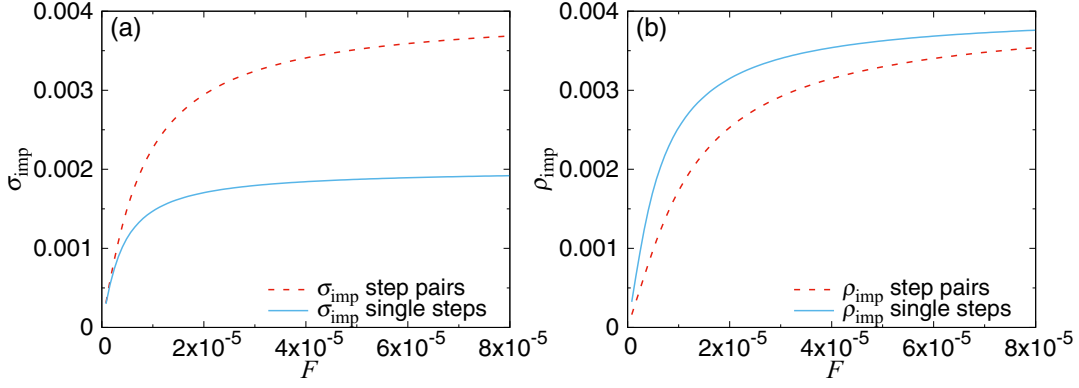 (a)
0.004
0.003
0.002
0.001
0
σimp
σimp step pairs
σimp single steps
0
2x10-5
4x10-5
6x10-5
8x10-5
F
(b)
0.004
0.003
0.002
0.001
0
ρimp
ρimp step pairs
ρimp single steps
0
2x10-5
4x10-5
6x10-5
8x10-5
F